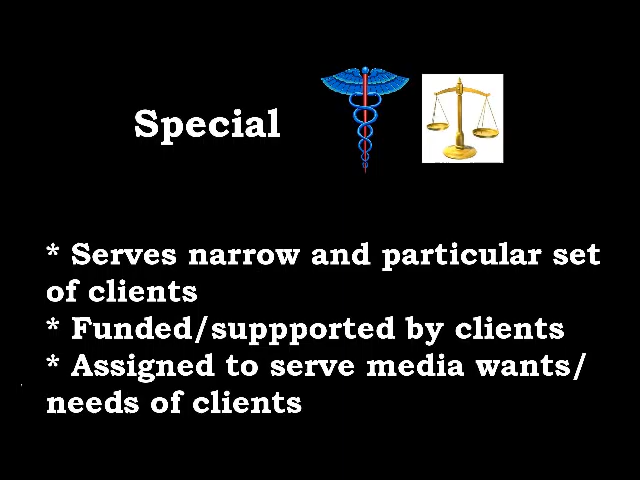 Special
* Serves narrow and particular set
of clients
* Funded/suppported by clients
* Assigned to serve media wants/
needs of clients